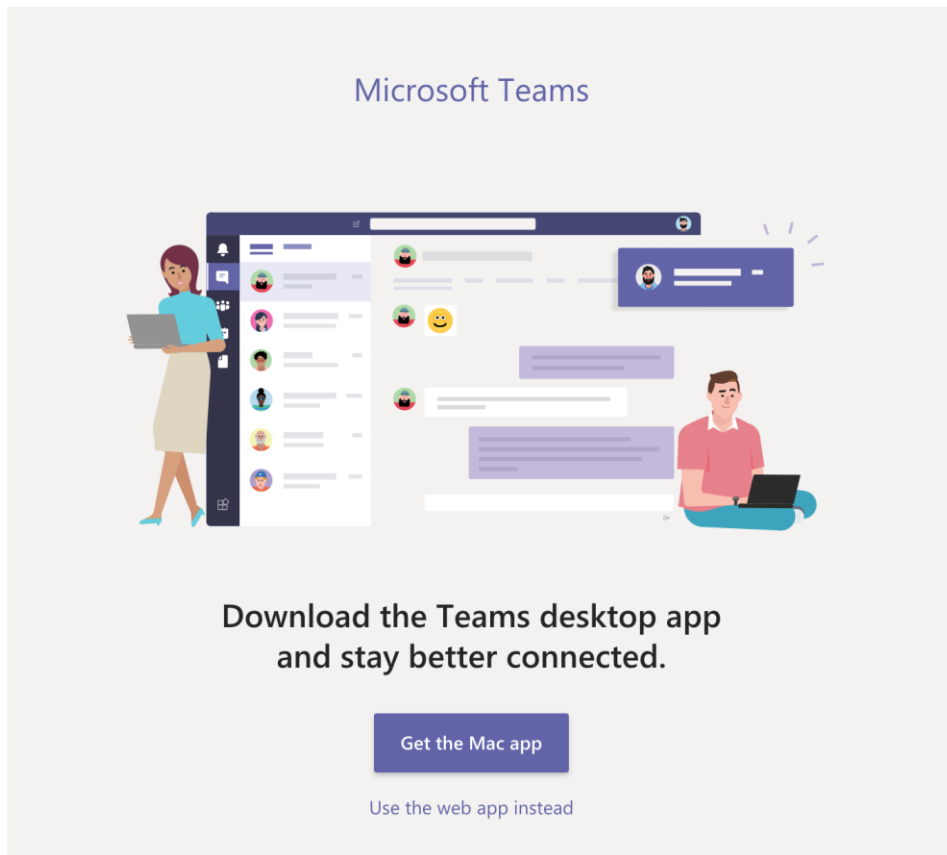 Microsoft Teams
Download the Teams desktop app
and stay better connected.
Get the Mac app
Use the web app instead